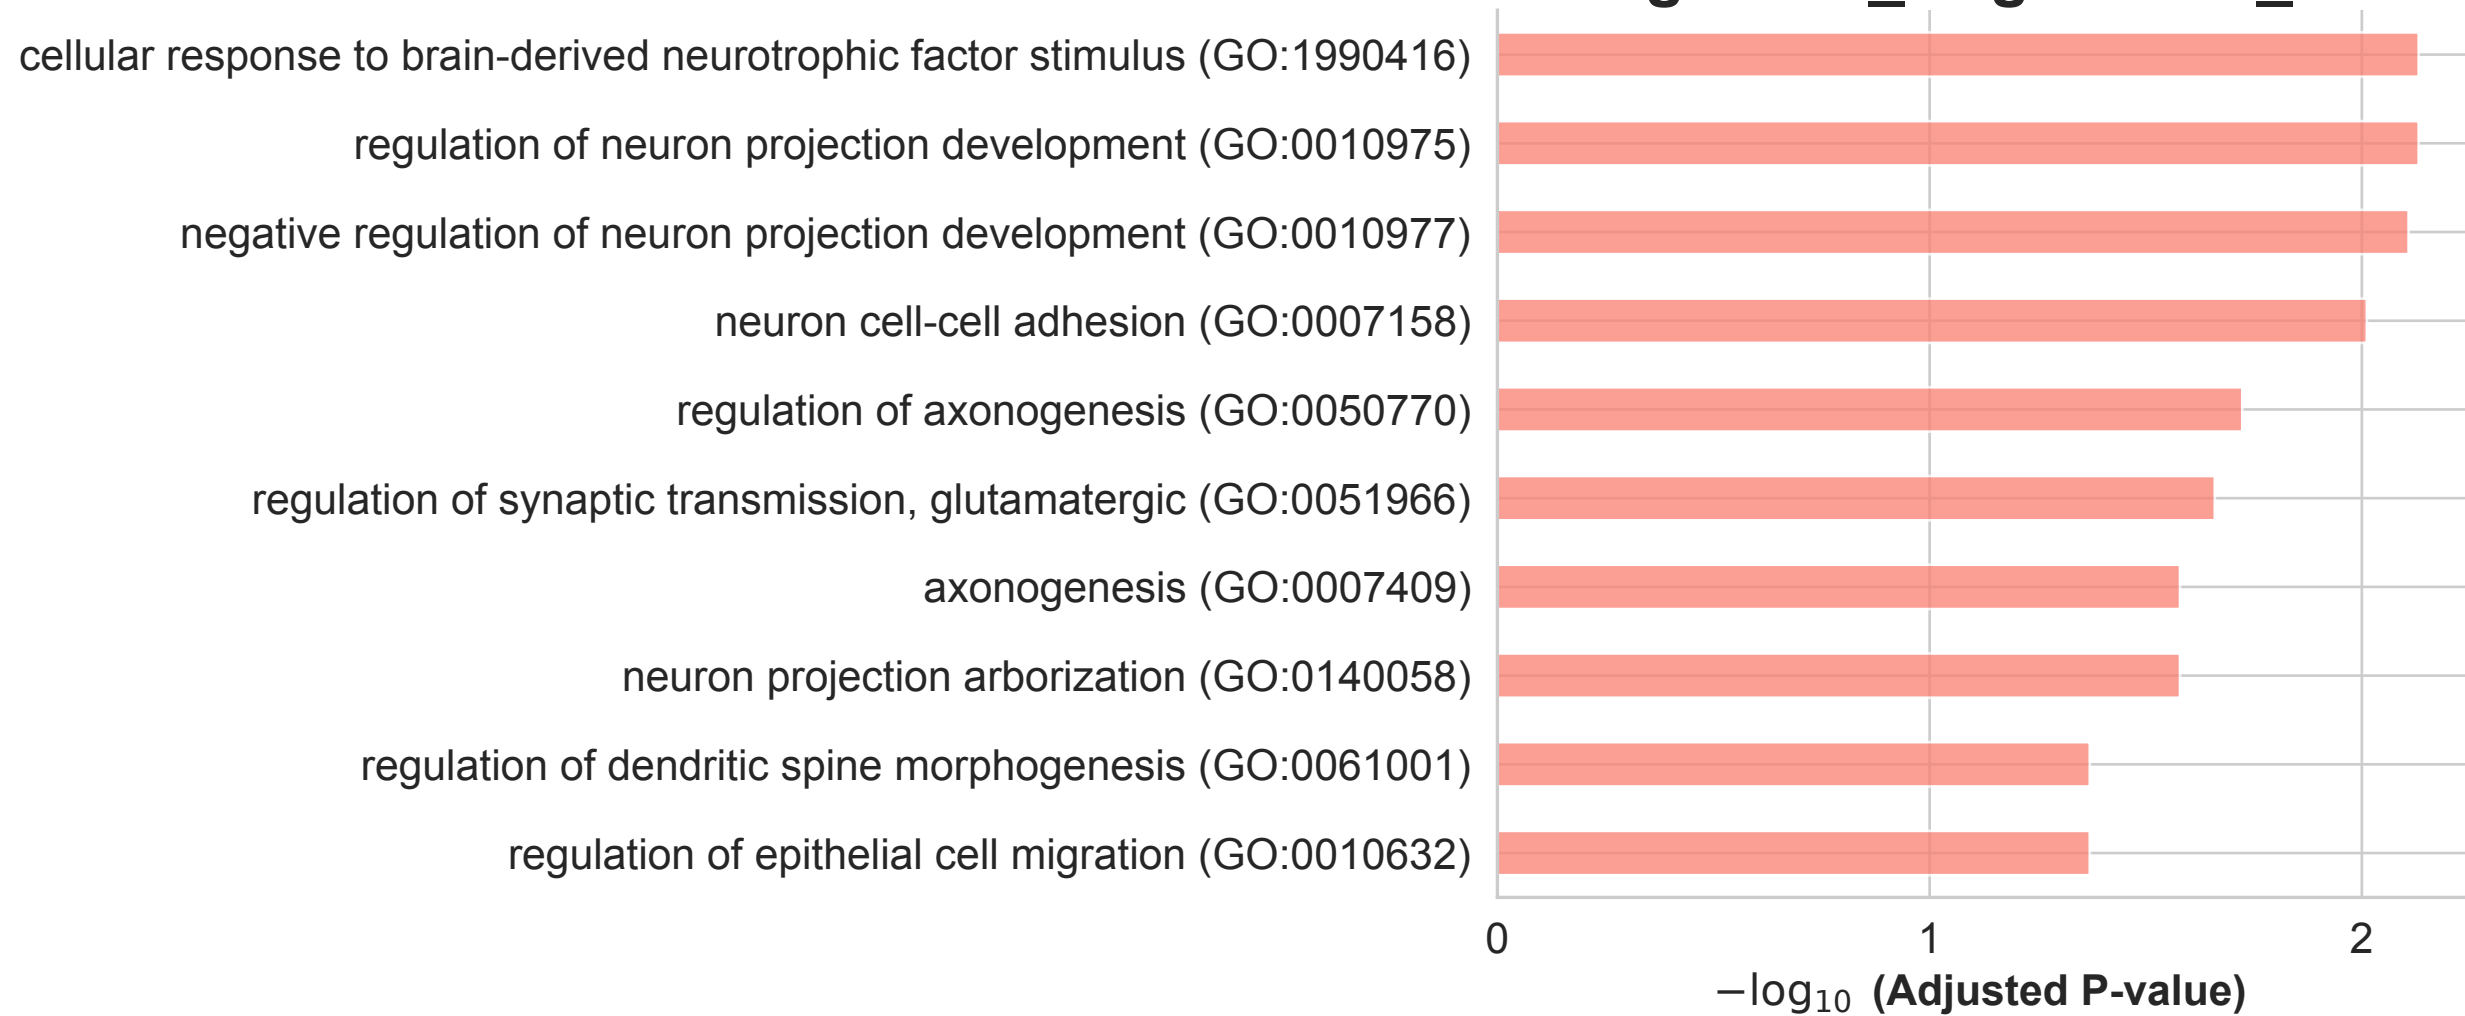 cellular response to brain-derived neurotrophic factor stimulus (GO:1990416)
regulation of neuron projection development (GO:0010975)
negative regulation of neuron projection development (GO:0010977)
neuron cell-cell adhesion (GO:0007158)
regulation of axonogenesis (GO:0050770)
regulation of synaptic transmission, glutamatergic (GO:0051966)
axonogenesis (GO:0007409)
neuron projection arborization (GO:0140058)
regulation of dendritic spine morphogenesis (GO:0061001)
regulation of epithelial cell migration (GO:0010632)
0 1 2
−log₁₀ (Adjusted P-value)